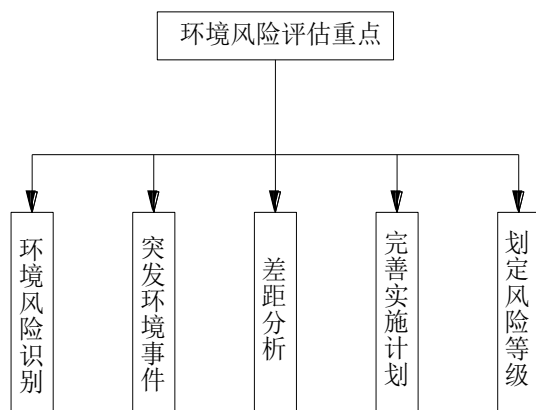 环境风险评估重点
环境风险识别
突发环境事件
差距分析
完善实施计划
划定风险等级